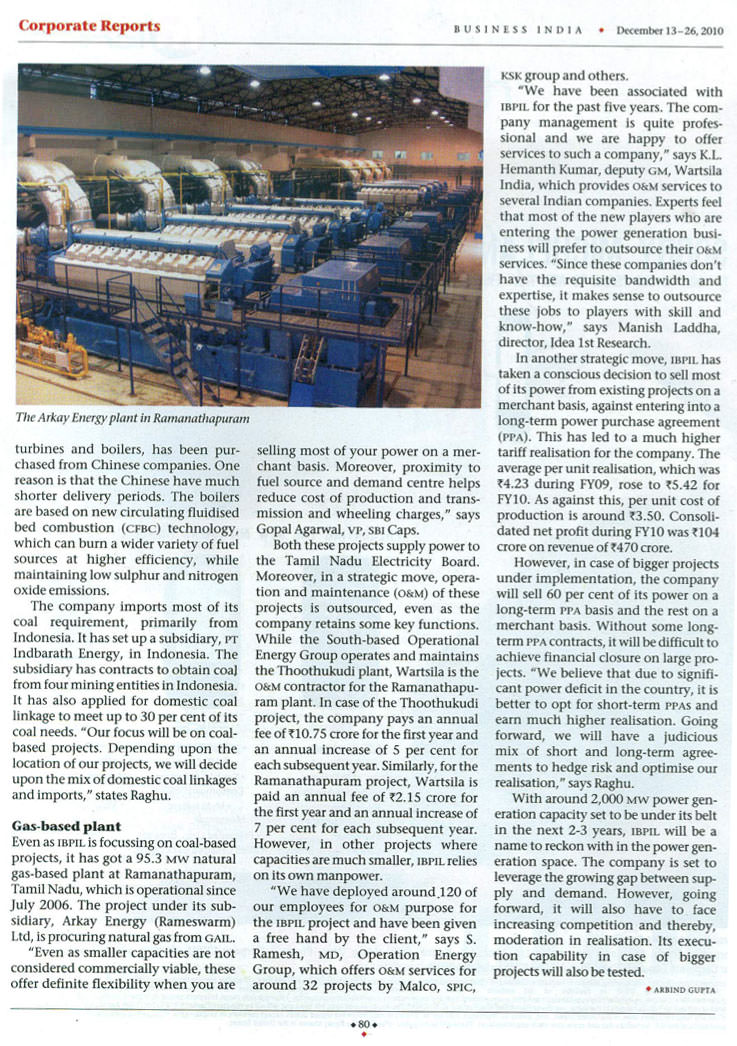 Corporate Reports
BUSINESS INDIA ◆ December 13–26, 2010
The Arkay Energy plant in Ramanathapuram
turbines and boilers, has been pur-
chased from Chinese companies. One
reason is that the Chinese have much
shorter delivery periods. The boilers
are based on new circulating fluidised
bed combustion (CFBC) technology,
which can burn a wider variety of fuel
sources at higher efficiency, while
maintaining low sulphur and nitrogen
oxide emissions.
The company imports most of its
coal requirement, primarily from
Indonesia. It has set up a subsidiary, PT
Indbarath Energy, in Indonesia. The
subsidiary has contracts to obtain coal
from four mining entities in Indonesia.
It has also applied for domestic coal
linkage to meet up to 30 per cent of its
coal needs. “Our focus will be on coal-
based projects. Depending upon the
location of our projects, we will decide
upon the mix of domestic coal linkages
and imports,” states Raghu.
Gas-based plant
Even as IBPIL is focussing on coal-based
projects, it has got a 95.3 MW natural
gas-based plant at Ramanathapuram,
Tamil Nadu, which is operational since
July 2006. The project under its sub-
sidiary, Arkay Energy (Rameswarm)
Ltd, is procuring natural gas from GAIL.
“Even as smaller capacities are not
considered commercially viable, these
offer definite flexibility when you are
selling most of your power on a mer-
chant basis. Moreover, proximity to
fuel source and demand centre helps
reduce cost of production and trans-
mission and wheeling charges,” says
Gopal Agarwal, VP, SBI Caps.
Both these projects supply power to
the Tamil Nadu Electricity Board.
Moreover, in a strategic move, opera-
tion and maintenance (O&M) of these
projects is outsourced, even as the
company retains some key functions.
While the South-based Operational
Energy Group operates and maintains
the Thoothukudi plant, Wartsila is the
O&M contractor for the Ramanathapu-
ram plant. In case of the Thoothukudi
project, the company pays an annual
fee of ₹10.75 crore for the first year and
an annual increase of 5 per cent for
each subsequent year. Similarly, for the
Ramanathapuram project, Wartsila is
paid an annual fee of ₹2.15 crore for
the first year and an annual increase of
7 per cent for each subsequent year.
However, in other projects where
capacities are much smaller, IBPIL relies
on its own manpower.
“We have deployed around 120 of
our employees for O&M purpose for
the IBPIL project and have been given
a free hand by the client,” says S.
Ramesh, MD, Operation Energy
Group, which offers O&M services for
around 32 projects by Malco, SPIC,
KSK group and others.
“We have been associated with
IBPIL for the past five years. The com-
pany management is quite profes-
sional and we are happy to offer
services to such a company,” says K.L.
Hemanth Kumar, deputy GM, Wartsila
India, which provides O&M services to
several Indian companies. Experts feel
that most of the new players who are
entering the power generation busi-
ness will prefer to outsource their O&M
services. “Since these companies don’t
have the requisite bandwidth and
expertise, it makes sense to outsource
these jobs to players with skill and
know-how,” says Manish Laddha,
director, Idea 1st Research.
In another strategic move, IBPIL has
taken a conscious decision to sell most
of its power from existing projects on a
merchant basis, against entering into a
long-term power purchase agreement
(PPA). This has led to a much higher
tariff realisation for the company. The
average per unit realisation, which was
₹4.23 during FY09, rose to ₹5.42 for
FY10. As against this, per unit cost of
production is around ₹3.50. Consoli-
dated net profit during FY10 was ₹104
crore on revenue of ₹470 crore.
However, in case of bigger projects
under implementation, the company
will sell 60 per cent of its power on a
long-term PPA basis and the rest on a
merchant basis. Without some long-
term PPA contracts, it will be difficult to
achieve financial closure on large pro-
jects. “We believe that due to signifi-
cant power deficit in the country, it is
better to opt for short-term PPAs and
earn much higher realisation. Going
forward, we will have a judicious
mix of short and long-term agree-
ments to hedge risk and optimise our
realisation,” says Raghu.
With around 2,000 MW power gen-
eration capacity set to be under its belt
in the next 2-3 years, IBPIL will be a
name to reckon with in the power gen-
eration space. The company is set to
leverage the growing gap between sup-
ply and demand. However, going
forward, it will also have to face
increasing competition and thereby,
moderation in realisation. Its execu-
tion capability in case of bigger
projects will also be tested.
◆ ARBIND GUPTA
◆ 80 ◆